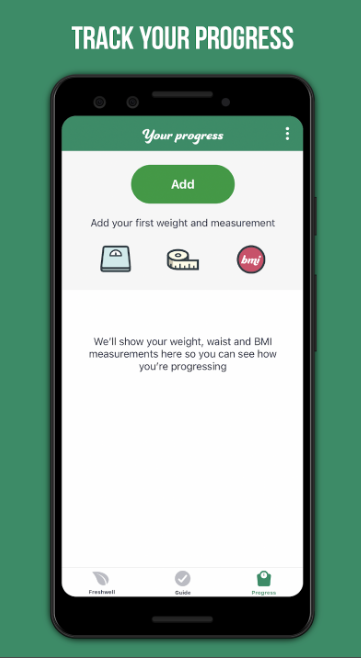 TRACK YOUR PROGRESS
Your progress
Add
Add your first weight and measurement
bmi
We'll show your weight, waist and BMI
measurements here so you can see how
you're progressing
Freshwell
Guide
Progress